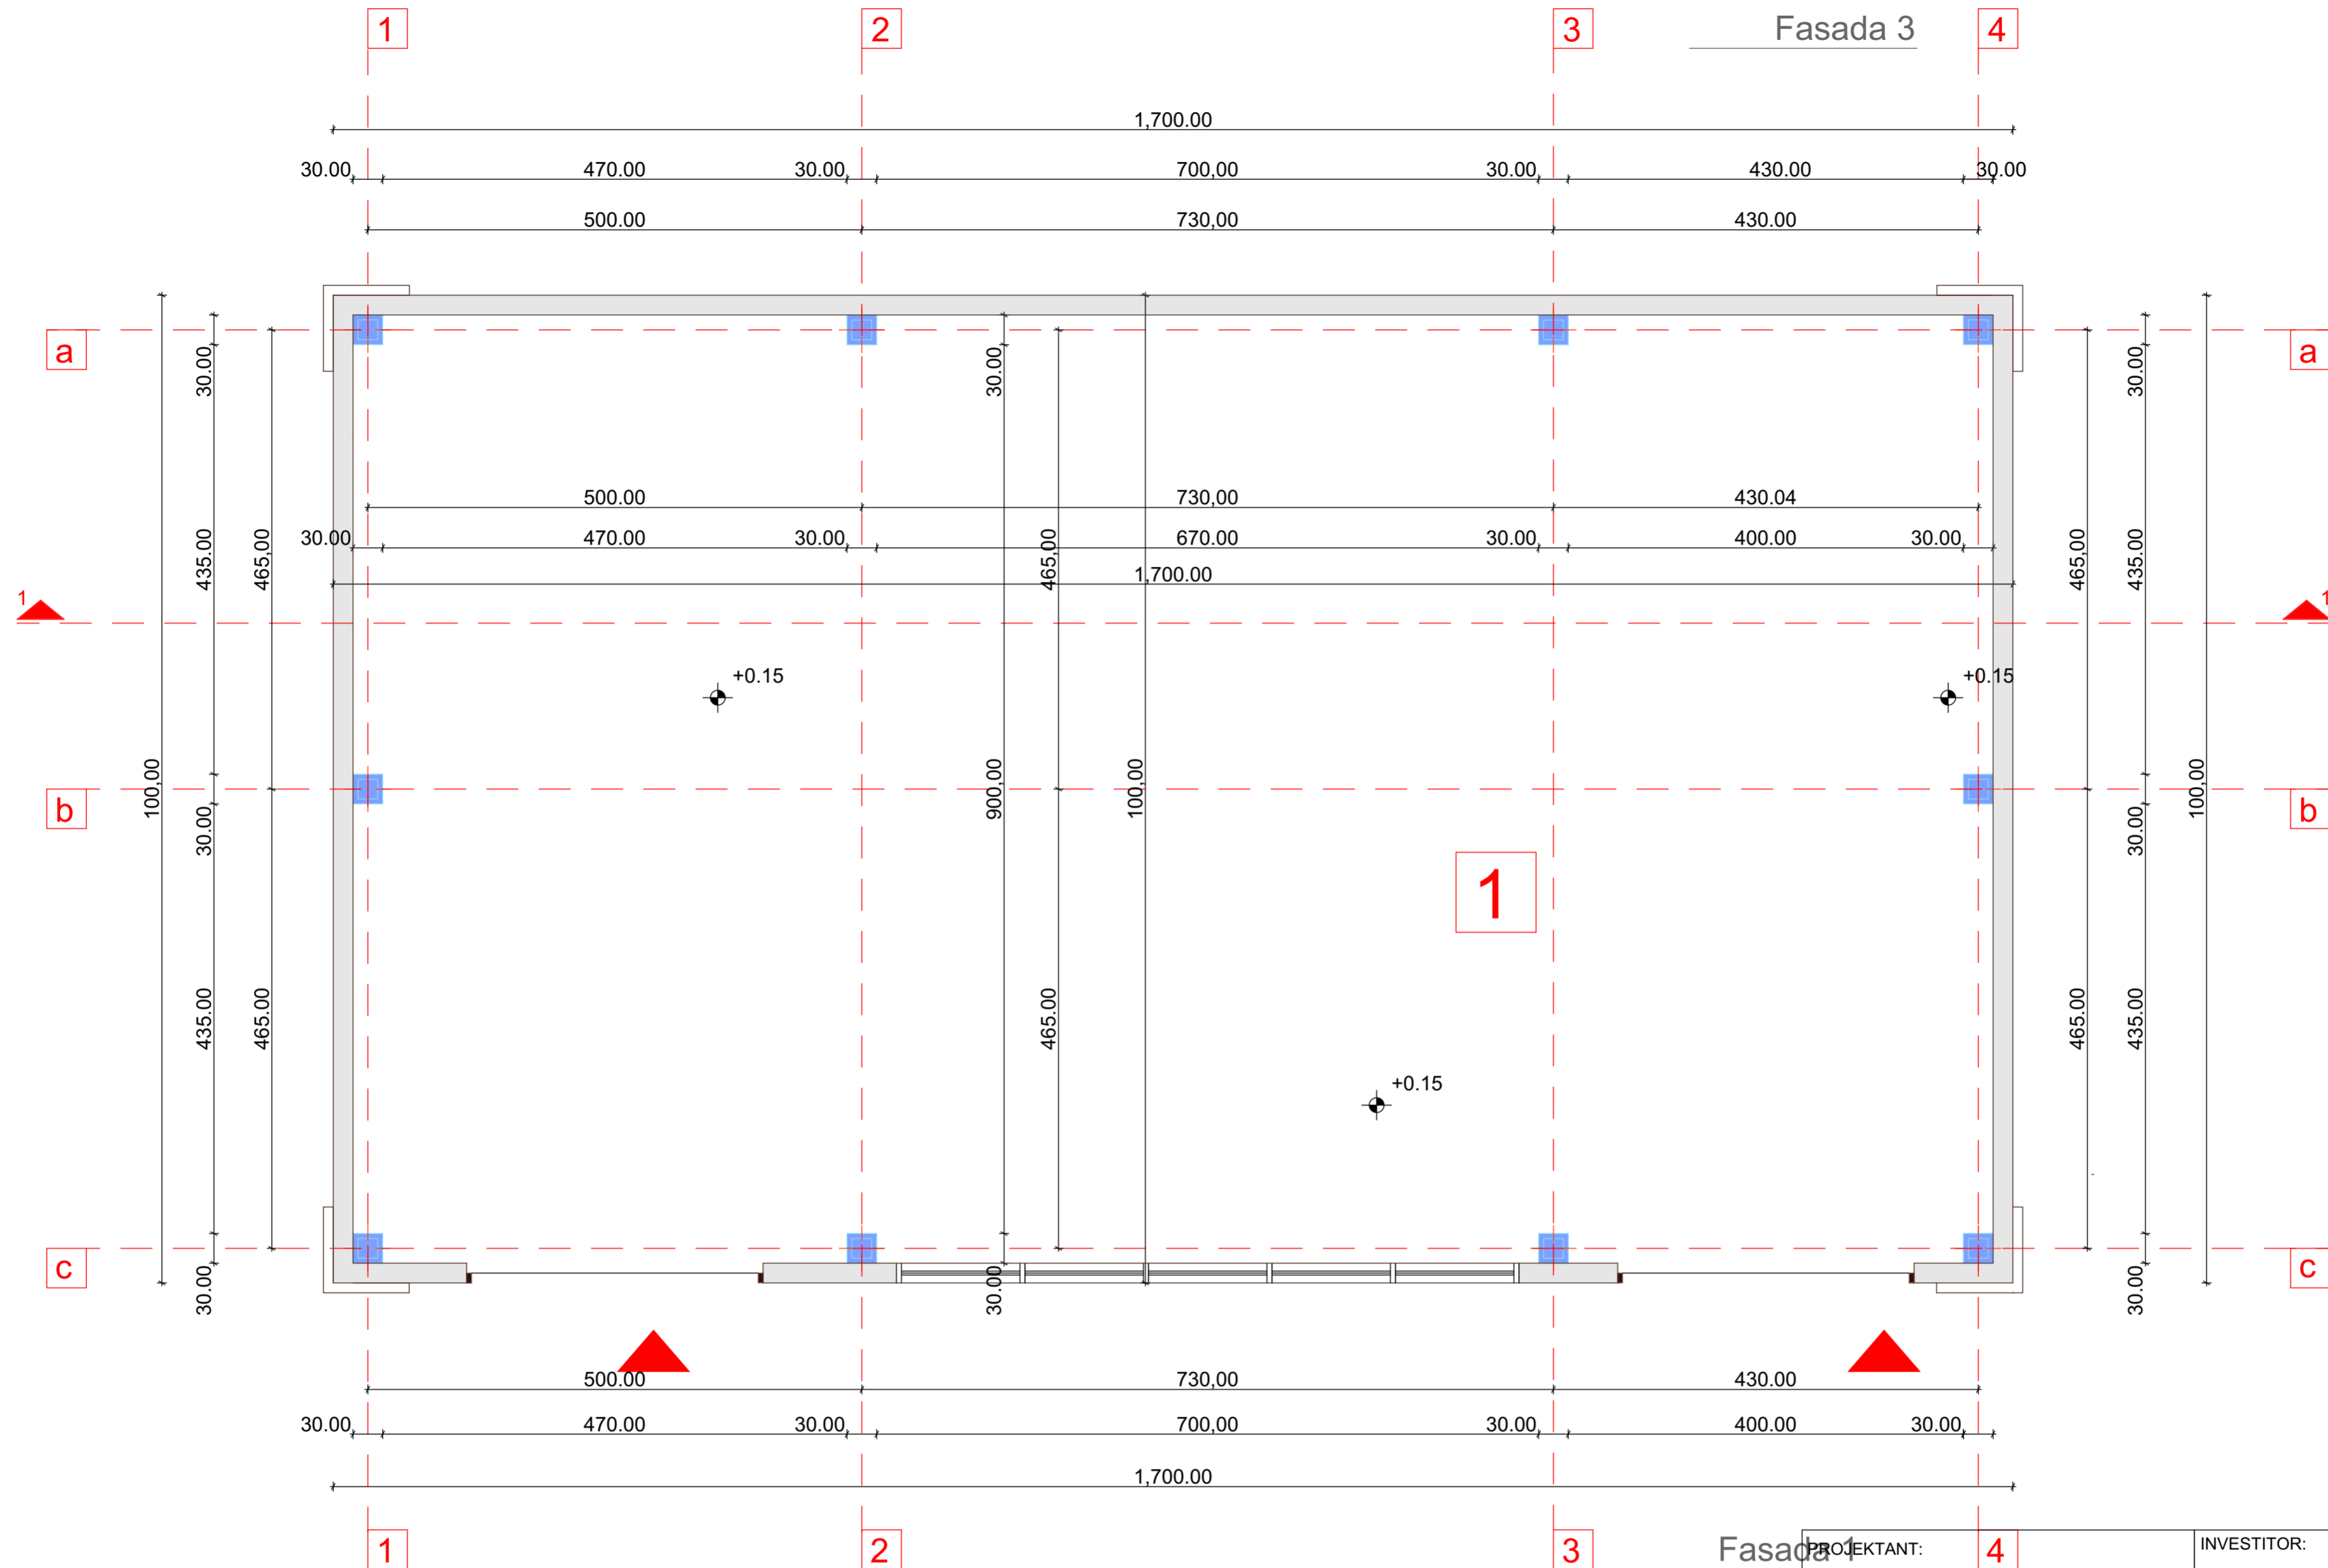 1 2 3 Fasada 3 4
1,700.00
30.00 470.00 30.00 700,00 30.00 430.00 30.00
500.00 730,00 430.00
a a
30.00 30.00 30.00
500.00 730,00 430.04
30.00 470.00 30.00 670.00 30.00 400.00 30.00
435.00 465,00 465,00 465,00 435.00
1,700.00
1 1
+0.15 +0.15
100,00 900,00 100,00 100,00
b b
30.00 30.00
1
435.00 465.00 465.00 465.00 435.00
+0.15
c c
30.00 30.00 30.00
500.00 730,00 430.00
30.00 470.00 30.00 700,00 30.00 400.00 30.00
1,700.00
1 2 3 Fasada 1 PROJEKTANT: 4 INVESTITOR: